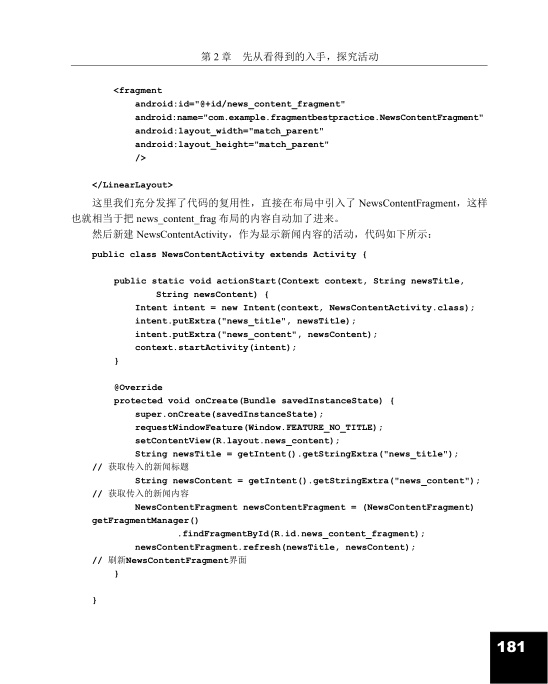 第 2 章 先从看得到的入手，探究活动
<fragment
android:id="@+id/news_content_fragment"
android:name="com.example.fragmentbestpractice.NewsContentFragment"
android:layout_width="match_parent"
android:layout_height="match_parent"
/>
</LinearLayout>
这里我们充分发挥了代码的复用性，直接在布局中引入了 NewsContentFragment，这样
也就相当于把 news_content_frag 布局的内容自动加了进来。
然后新建 NewsContentActivity，作为显示新闻内容的活动，代码如下所示：
public class NewsContentActivity extends Activity {
public static void actionStart(Context context, String newsTitle,
String newsContent) {
Intent intent = new Intent(context, NewsContentActivity.class);
intent.putExtra("news_title", newsTitle);
intent.putExtra("news_content", newsContent);
context.startActivity(intent);
}
@Override
protected void onCreate(Bundle savedInstanceState) {
super.onCreate(savedInstanceState);
requestWindowFeature(Window.FEATURE_NO_TITLE);
setContentView(R.layout.news_content);
String newsTitle = getIntent().getStringExtra("news_title");
// 获取传入的新闻标题
String newsContent = getIntent().getStringExtra("news_content");
// 获取传入的新闻内容
NewsContentFragment newsContentFragment = (NewsContentFragment)
getFragmentManager()
.findFragmentById(R.id.news_content_fragment);
newsContentFragment.refresh(newsTitle, newsContent);
// 刷新NewsContentFragment界面
}
}
181